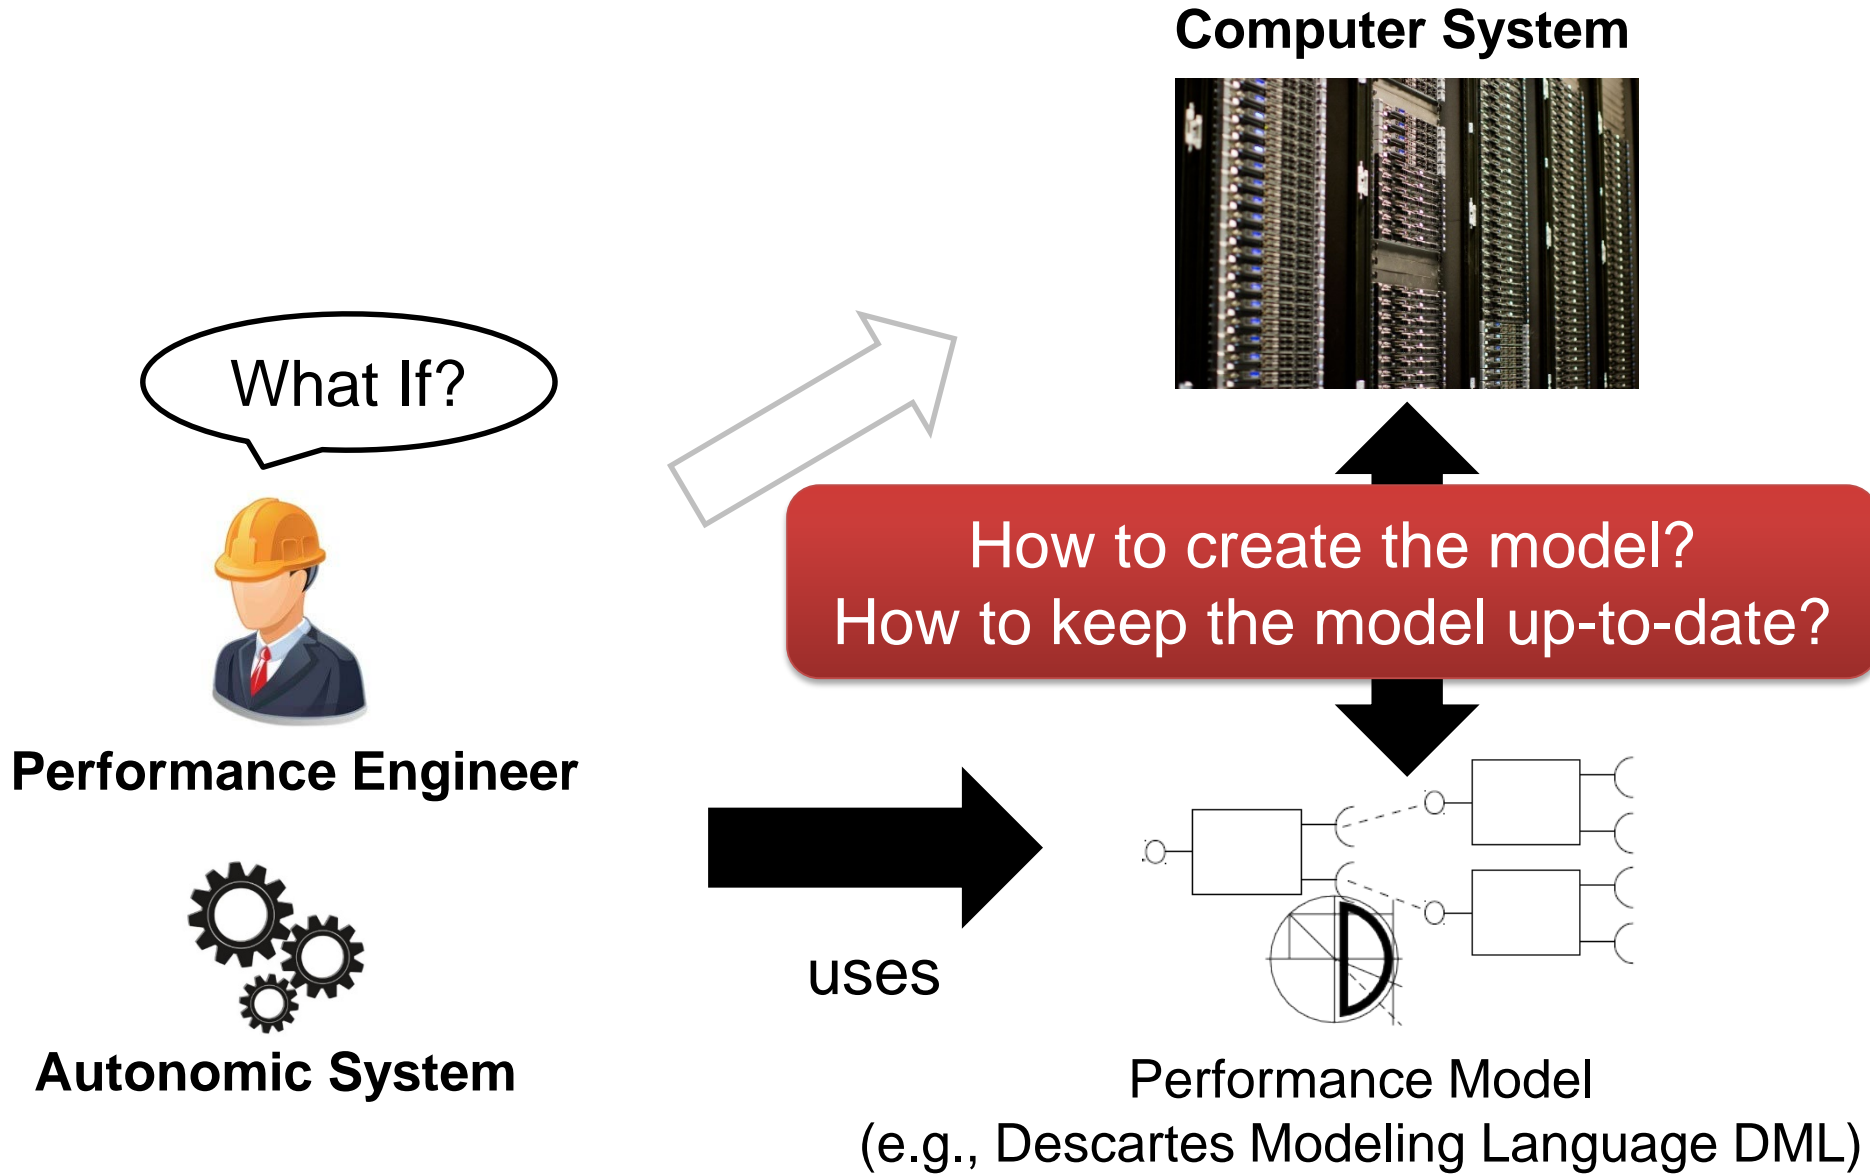 Computer System
What If?
How to create the model?
How to keep the model up-to-date?
Performance Engineer
uses
Autonomic System
Performance Model
(e.g., Descartes Modeling Language DML)